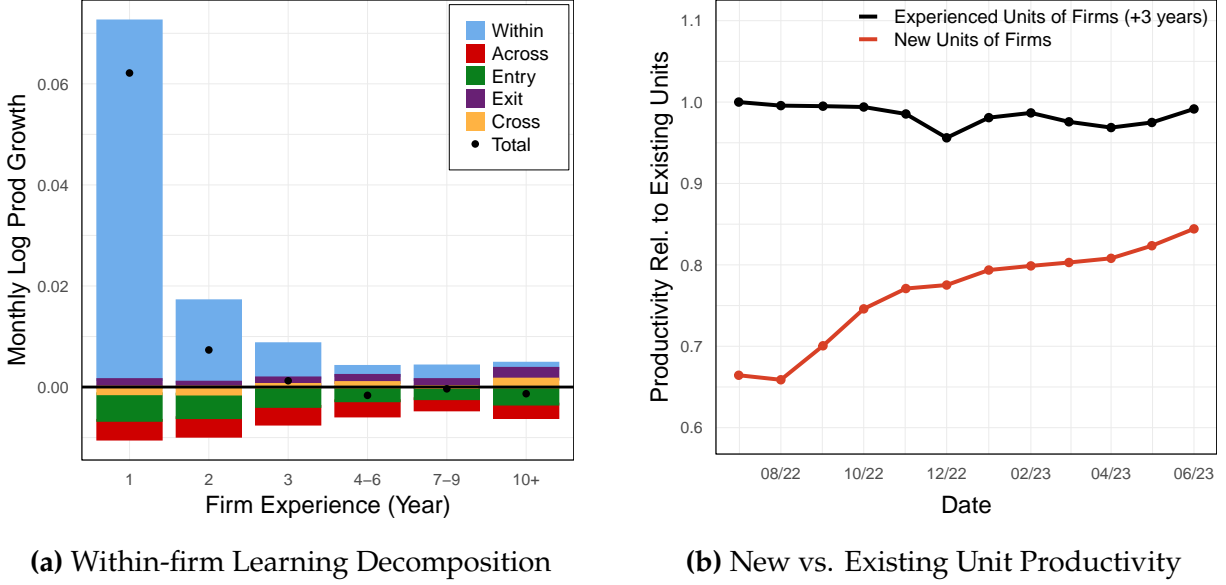 Monthly Log Prod Growth
0.06
0.04
0.02
0.00
Within
Across
Entry
Exit
Cross
Total
1
2
3
4–6
7–9
10+
Firm Experience (Year)
(a) Within-firm Learning Decomposition
Productivity Rel. to Existing Units
1.1
1.0
0.9
0.8
0.7
0.6
Experienced Units of Firms (+3 years)
New Units of Firms
08/22
10/22
12/22
02/23
04/23
06/23
Date
(b) New vs. Existing Unit Productivity